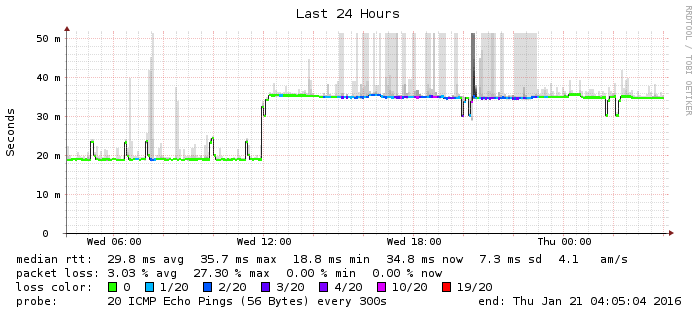 Last 24 Hours
RRDTOOL / TOBI OETIKER
Seconds
50 m
40 m
30 m
20 m
10 m
0
Wed 06:00 Wed 12:00 Wed 18:00 Thu 00:00
median rtt: 29.8 ms avg 35.7 ms max 18.8 ms min 34.8 ms now 7.3 ms sd 4.1 am/s
packet loss: 3.03 % avg 27.30 % max 0.00 % min 0.00 % now
loss color: 0 1/20 2/20 3/20 4/20 10/20 19/20
probe: 20 ICMP Echo Pings (56 Bytes) every 300s end: Thu Jan 21 04:05:04 2016